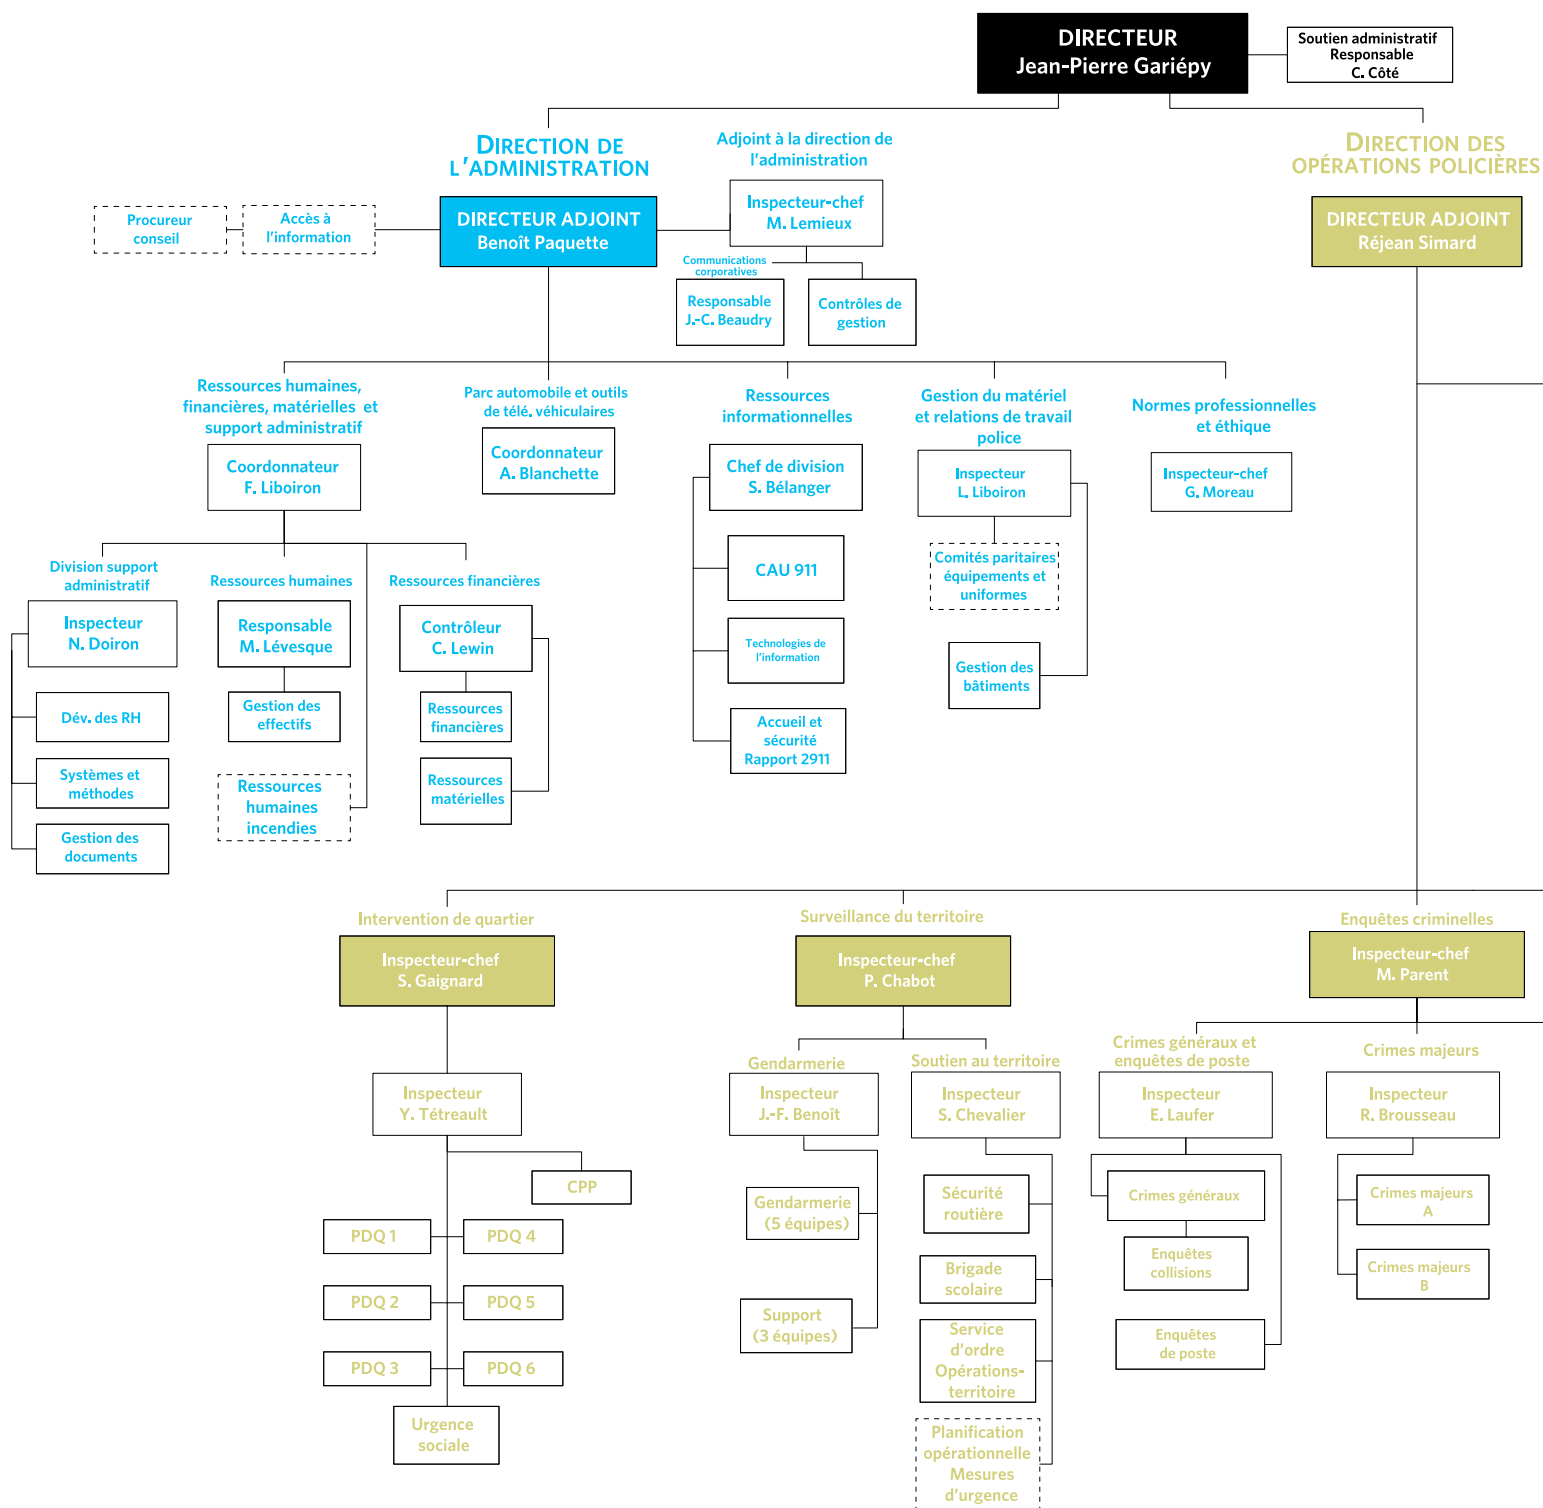 DIRECTEUR
Jean-Pierre Gariépy
Soutien administratif
Responsable
C. Côté
DIRECTION DE
L'ADMINISTRATION
Adjoint à la direction de
l'administration
DIRECTION DES
OPÉRATIONS POLICIÈRES
Procureur
conseil
Accès à
l'information
DIRECTEUR ADJOINT
Benoît Paquette
Inspecteur-chef
M. Lemieux
DIRECTEUR ADJOINT
Réjean Simard
Communications
corporatives
Responsable
J.-C. Beaudry
Contrôles de
gestion
Ressources humaines,
financières, matérielles et
support administratif
Coordonnateur
F. Liboiron
Parc automobile et outils
de télé. véhiculaires
Coordonnateur
A. Blanchette
Ressources
informationnelles
Chef de division
S. Bélanger
Gestion du matériel
et relations de travail
police
Inspecteur
L. Liboiron
Normes professionnelles
et éthique
Inspecteur-chef
G. Moreau
Division support
administratif
Inspecteur
N. Doiron
Dév. des RH
Systèmes et
méthodes
Gestion des
documents
Ressources humaines
Responsable
M. Lévesque
Gestion des
effectifs
Ressources
humaines
incendies
Ressources financières
Contrôleur
C. Lewin
Ressources
financières
Ressources
matérielles
CAU 911
Technologies de
l'information
Accueil et
sécurité
Rapport 2911
Comités paritaires
équipements et
uniformes
Gestion des
bâtiments
Intervention de quartier
Inspecteur-chef
S. Gaignard
Inspecteur
Y. Tétreault
CPP
PDQ 1
PDQ 4
PDQ 2
PDQ 5
PDQ 3
PDQ 6
Urgence
sociale
Surveillance du territoire
Inspecteur-chef
P. Chabot
Gendarmerie
Inspecteur
J.-F. Benoît
Gendarmerie
(5 équipes)
Support
(3 équipes)
Soutien au territoire
Inspecteur
S. Chevalier
Sécurité
routière
Brigade
scolaire
Service
d'ordre
Opérations-
territoire
Planification
opérationnelle
Mesures
d'urgence
Enquêtes criminelles
Inspecteur-chef
M. Parent
Crimes généraux et
enquêtes de poste
Inspecteur
E. Laufer
Crimes généraux
Enquêtes
collisions
Enquêtes
de poste
Crimes majeurs
Inspecteur
R. Brousseau
Crimes majeurs
A
Crimes majeurs
B